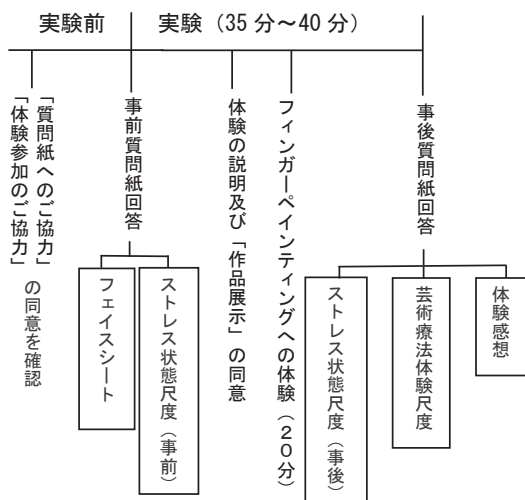 実験前
実験（35分～40分）
「質問紙へのご協力」
「体験参加のご協力」
の同意を確認
事前質問紙回答
フェイスシート
ストレス状態尺度（事前）
体験の説明及び「作品展示」の同意
フィンガーペインティングへの体験（２０分）
事後質問紙回答
ストレス状態尺度（事後）
芸術療法体験尺度
体験感想